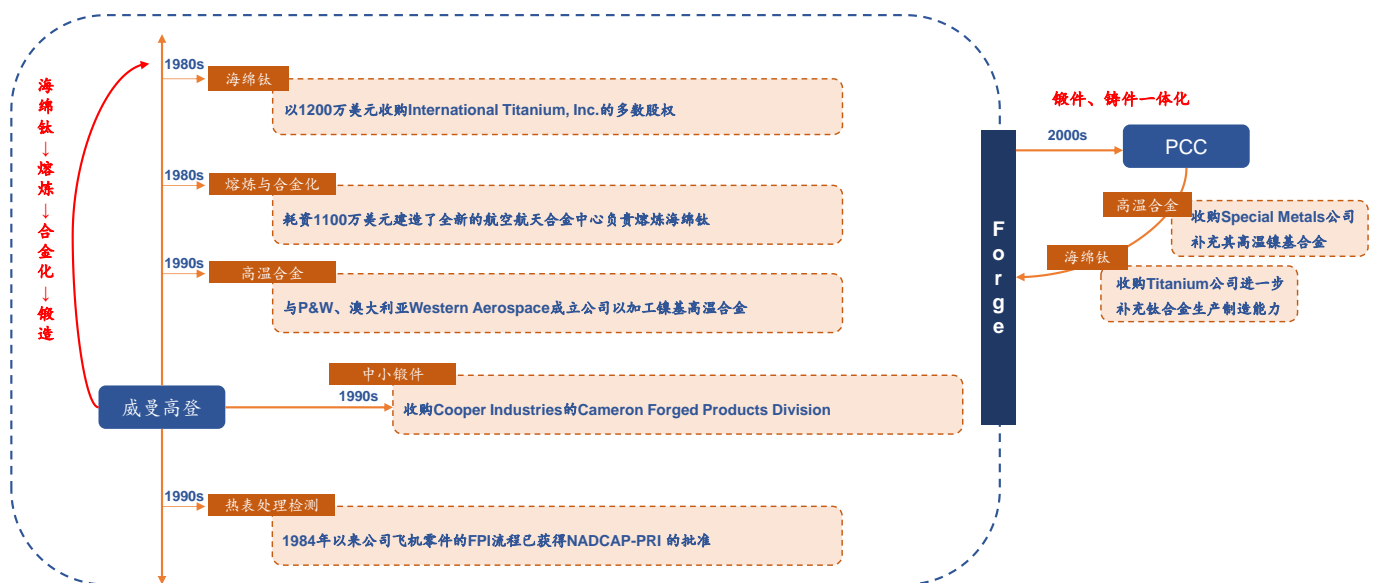 海绵钛→熔炼→合金化→锻造
1980s
海绵钛
以1200万美元收购International Titanium, Inc.的多数股权
1980s
熔炼与合金化
耗资1100万美元建造了全新的航空航天合金中心负责熔炼海绵钛
1990s
高温合金
与P&W、澳大利亚Western Aerospace成立公司以加工镍基高温合金
威曼高登
1990s
中小锻件
收购Cooper Industries的Cameron Forged Products Division
1990s
热表处理检测
1984年以来公司飞机零件的FPI流程已获得NADCAP-PRI 的批准
Forge
锻件、铸件一体化
2000s
PCC
高温合金
收购Special Metals公司
补充其高温镍基合金
海绵钛
收购Titanium公司进一步
补充钛合金生产制造能力